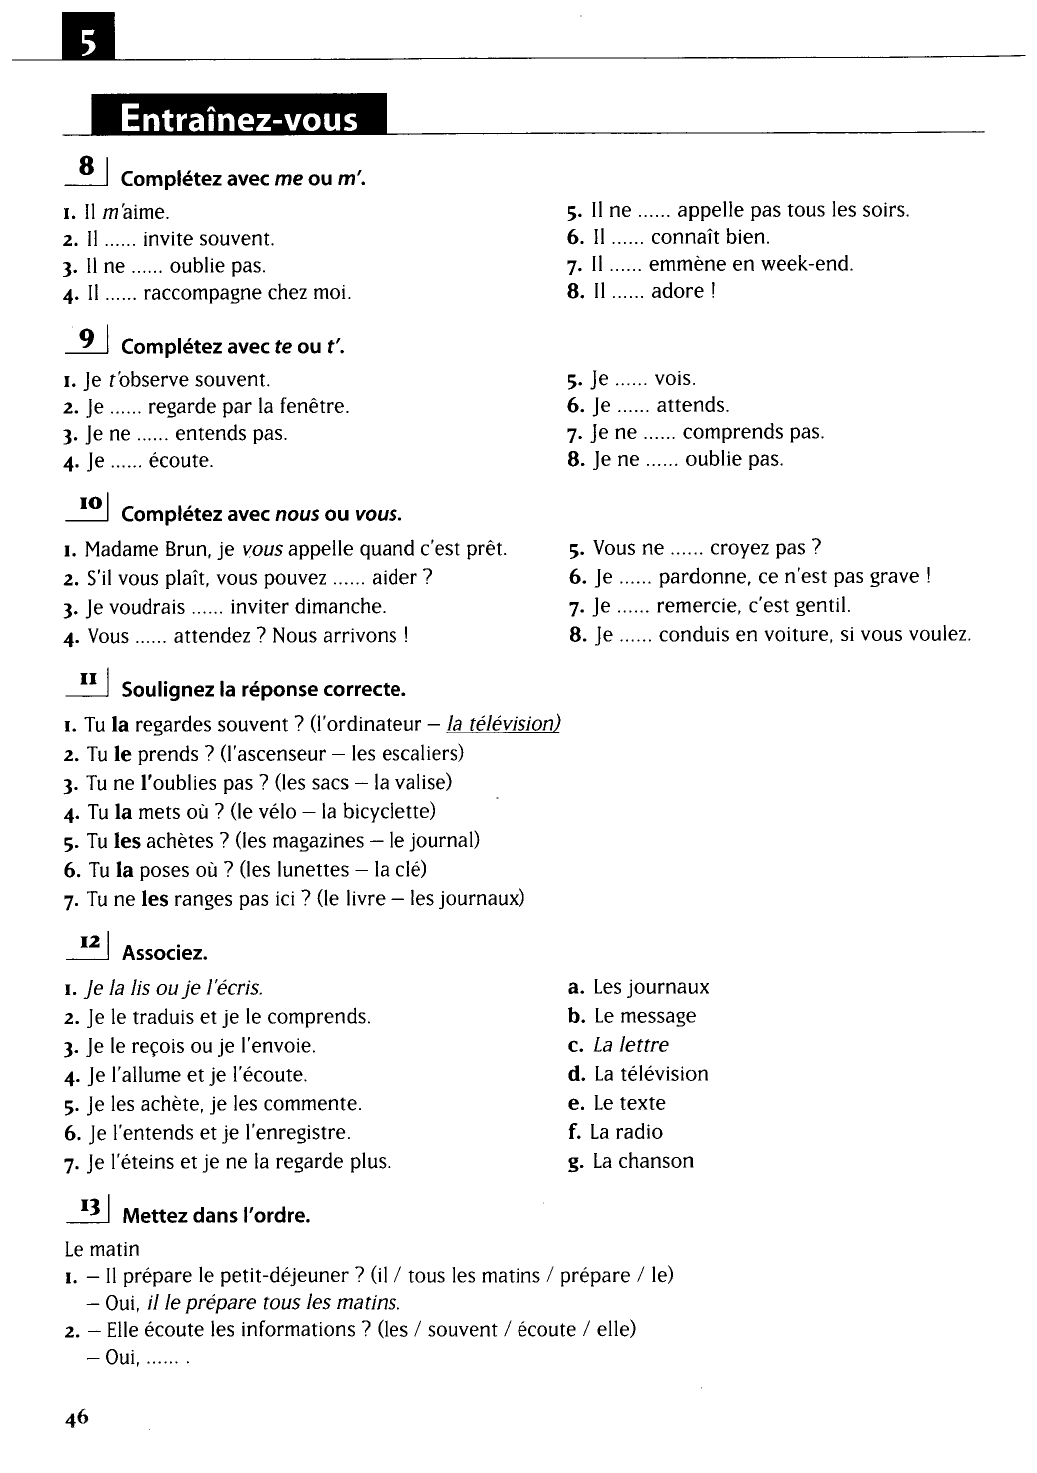 5
Entraînez-vous
8 Complétez avec me ou m'.
1. Il m'aime.
2. Il ...... invite souvent.
3. Il ne ...... oublie pas.
4. Il ...... raccompagne chez moi.
5. Il ne ...... appelle pas tous les soirs.
6. Il ...... connaît bien.
7. Il ...... emmène en week-end.
8. Il ...... adore !
9 Complétez avec te ou t'.
1. Je t'observe souvent.
2. Je ...... regarde par la fenêtre.
3. Je ne ...... entends pas.
4. Je ...... écoute.
5. Je ...... vois.
6. Je ...... attends.
7. Je ne ...... comprends pas.
8. Je ne ...... oublie pas.
10 Complétez avec nous ou vous.
1. Madame Brun, je vous appelle quand c'est prêt.
2. S'il vous plaît, vous pouvez ...... aider ?
3. Je voudrais ...... inviter dimanche.
4. Vous ...... attendez ? Nous arrivons !
5. Vous ne ...... croyez pas ?
6. Je ...... pardonne, ce n'est pas grave !
7. Je ...... remercie, c'est gentil.
8. Je ...... conduis en voiture, si vous voulez.
11 Soulignez la réponse correcte.
1. Tu la regardes souvent ? (l'ordinateur – la télévision)
2. Tu le prends ? (l'ascenseur – les escaliers)
3. Tu ne l'oublies pas ? (les sacs – la valise)
4. Tu la mets où ? (le vélo – la bicyclette)
5. Tu les achètes ? (les magazines – le journal)
6. Tu la poses où ? (les lunettes – la clé)
7. Tu ne les ranges pas ici ? (le livre – les journaux)
12 Associez.
1. Je la lis ou je l'écris.
2. Je le traduis et je le comprends.
3. Je le reçois ou je l'envoie.
4. Je l'allume et je l'écoute.
5. Je les achète, je les commente.
6. Je l'entends et je l'enregistre.
7. Je l'éteins et je ne la regarde plus.
a. Les journaux
b. Le message
c. La lettre
d. La télévision
e. Le texte
f. La radio
g. La chanson
13 Mettez dans l'ordre.
Le matin
1. – Il prépare le petit-déjeuner ? (il / tous les matins / prépare / le)
– Oui, il le prépare tous les matins.
2. – Elle écoute les informations ? (les / souvent / écoute / elle)
– Oui, ...... .
46